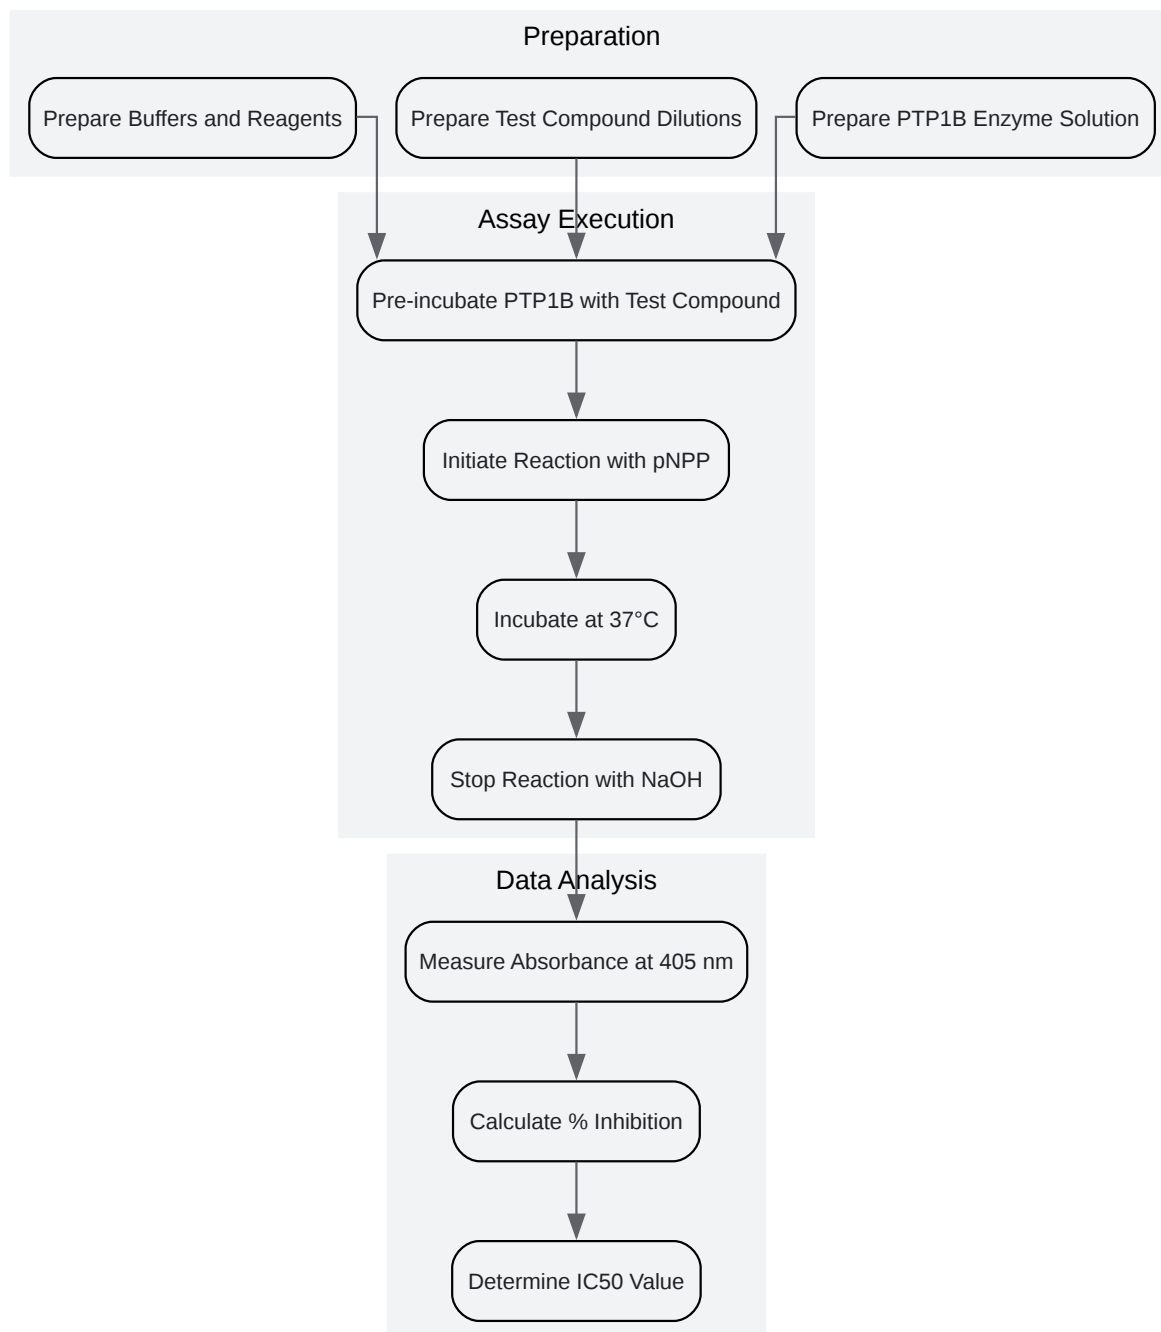 Preparation
Prepare Buffers and Reagents
Prepare Test Compound Dilutions
Prepare PTP1B Enzyme Solution
Assay Execution
Pre-incubate PTP1B with Test Compound
Initiate Reaction with pNPP
Incubate at 37°C
Stop Reaction with NaOH
Data Analysis
Measure Absorbance at 405 nm
Calculate % Inhibition
Determine IC50 Value